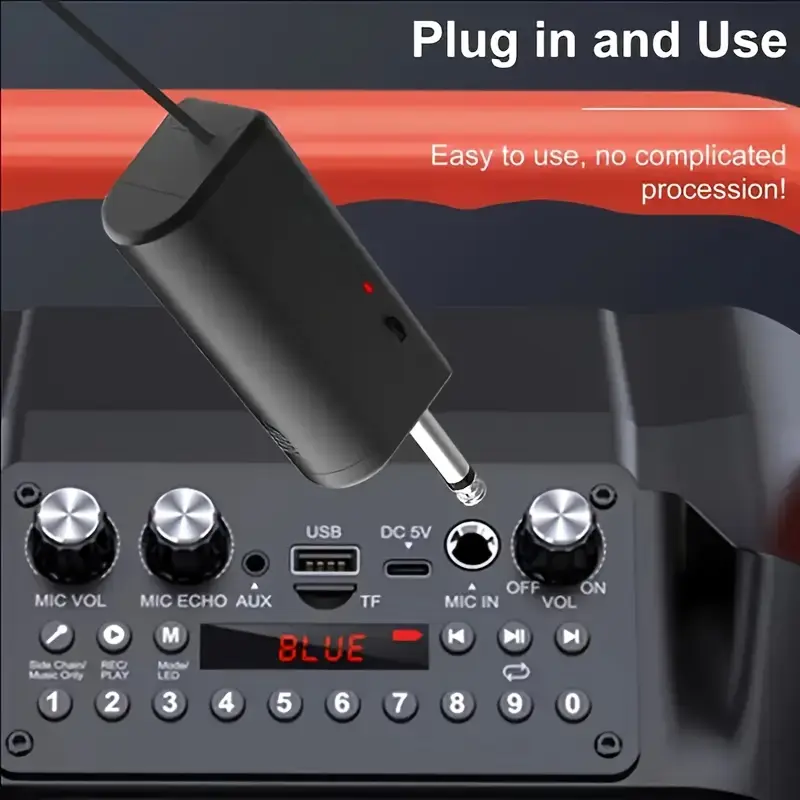 Plug in and Use
Easy to use, no complicated
procession!
USB
DC 5V
OFF
ON
MIC VOL
MIC ECHO
AUX
TF
MIC IN
VOL
M
BLUE
Side Chain/
Music Only
REC/
PLAY
Mode/
LED
1 2 3 4 5 6 7 8 9 0